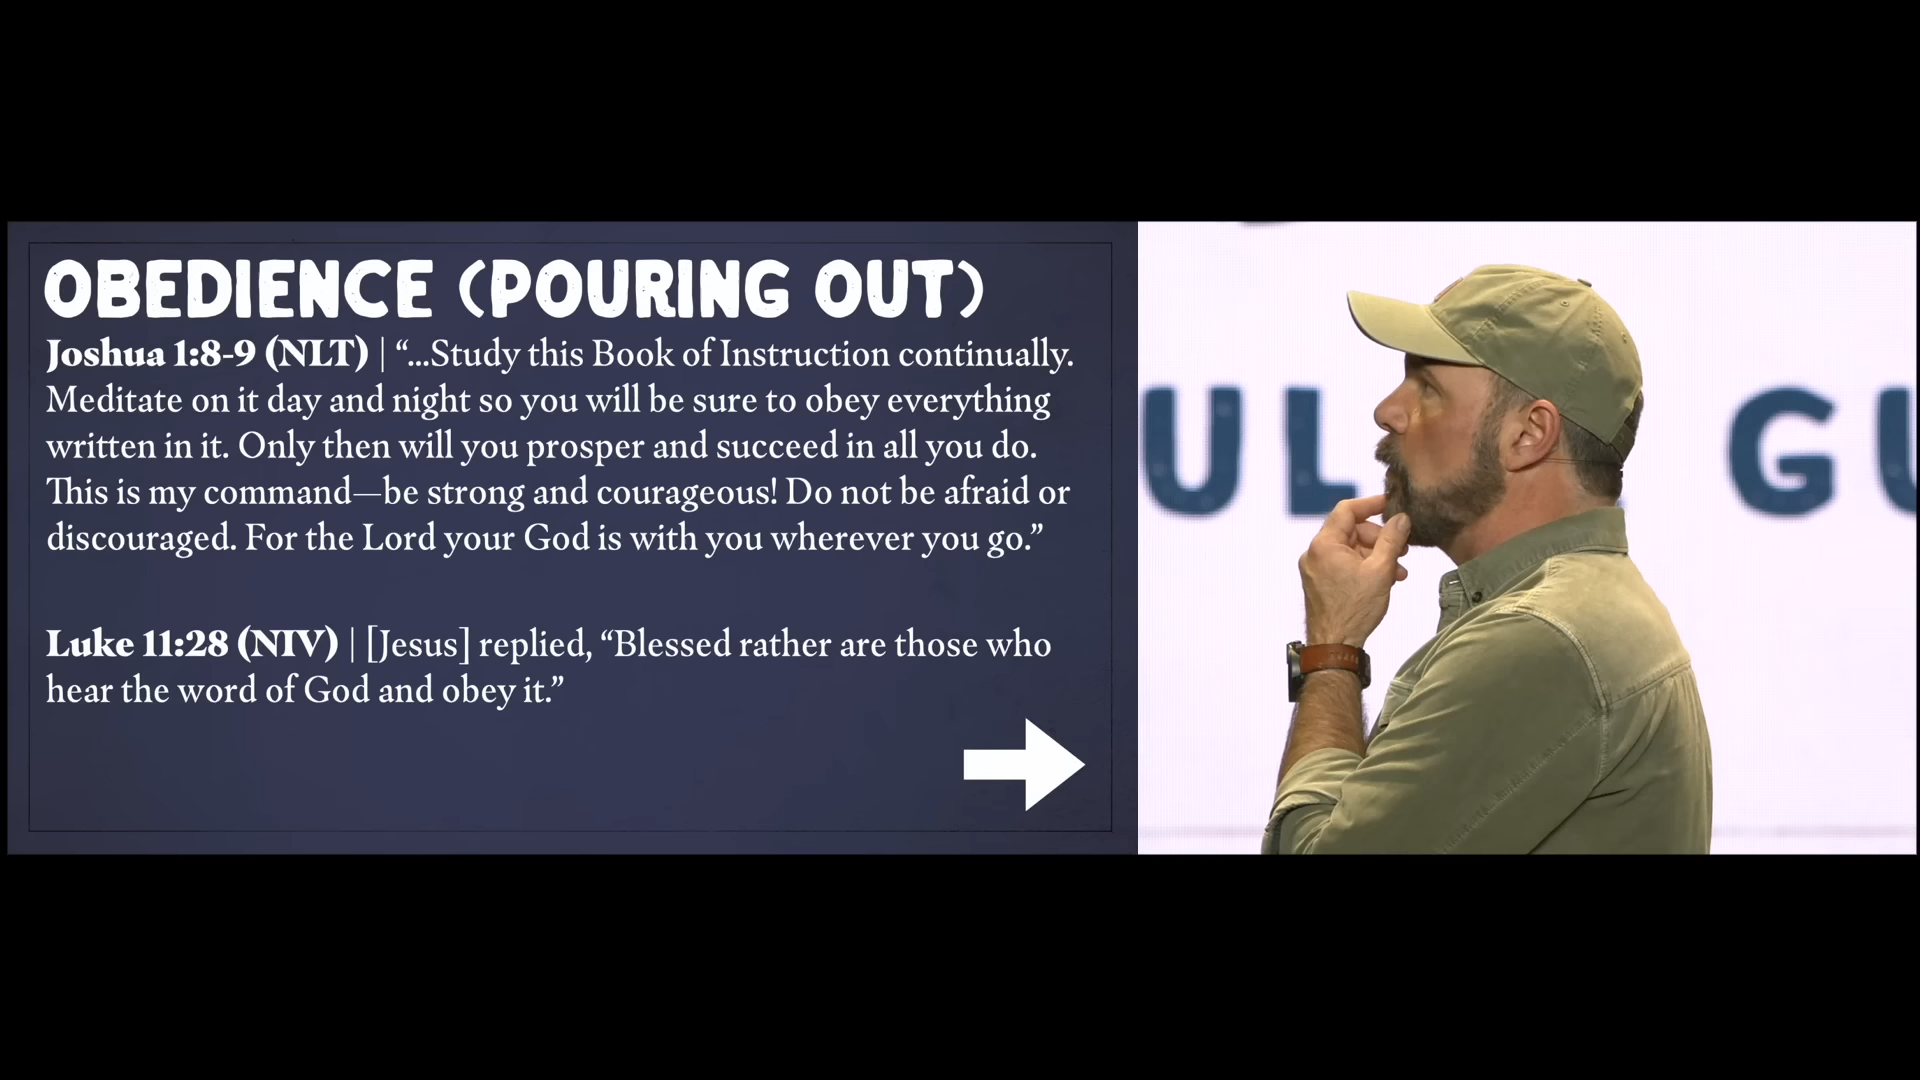 OBEDIENCE (POURING OUT)
Joshua 1:8-9 (NLT) | “...Study this Book of Instruction continually.
Meditate on it day and night so you will be sure to obey everything
written in it. Only then will you prosper and succeed in all you do.
This is my command—be strong and courageous! Do not be afraid or
discouraged. For the Lord your God is with you wherever you go.”
Luke 11:28 (NIV) | [Jesus] replied, “Blessed rather are those who
hear the word of God and obey it.”